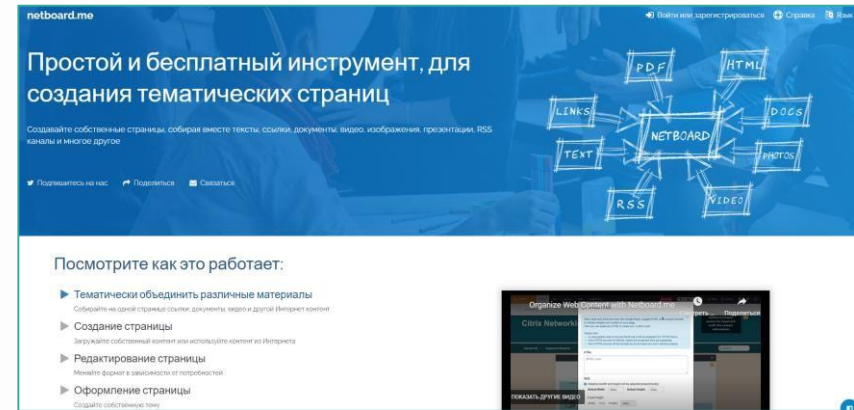 netboard.me
Войти или зарегистрироваться Справка Язык
Простой и бесплатный инструмент, для
создания тематических страниц
Создавайте собственные страницы, собирая вместе тексты, ссылки, документы, видео, изображения, презентации, RSS
каналы и многое другое
Подпишитесь на нас Поделиться Связаться
PDF
HTML
LINKS
DOCS
NETBOARD
TEXT
PHOTOS
RSS
VIDEO
Посмотрите как это работает:
Тематически объединить различные материалы
Собирайте на одной странице ссылки, документы, видео и другой Интернет контент
Создание страницы
Загружайте собственный контент или используйте контент из Интернета
Редактирование страницы
Меняйте формат в зависимости от потребностей
Оформление страницы
Создайте собственную тему
Organize Web Content with Netboard.me
Поделиться
Citrix Networki
ПОКАЗАТЬ ДРУГИЕ ВИДЕО